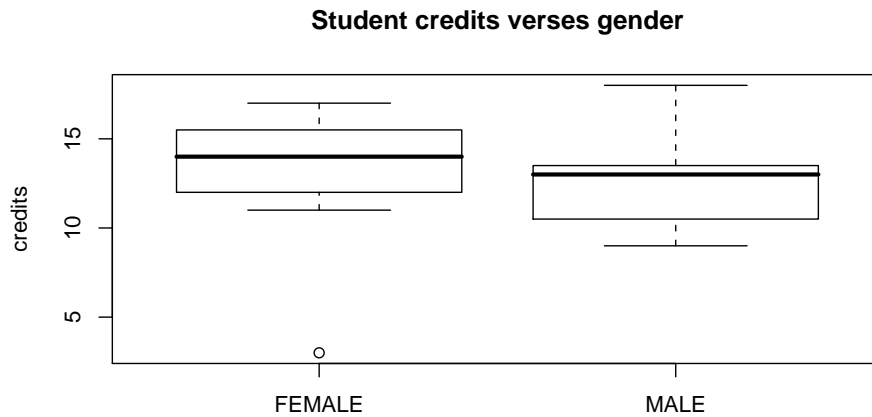 Student credits verses gender
credits
15
10
5
FEMALE
MALE